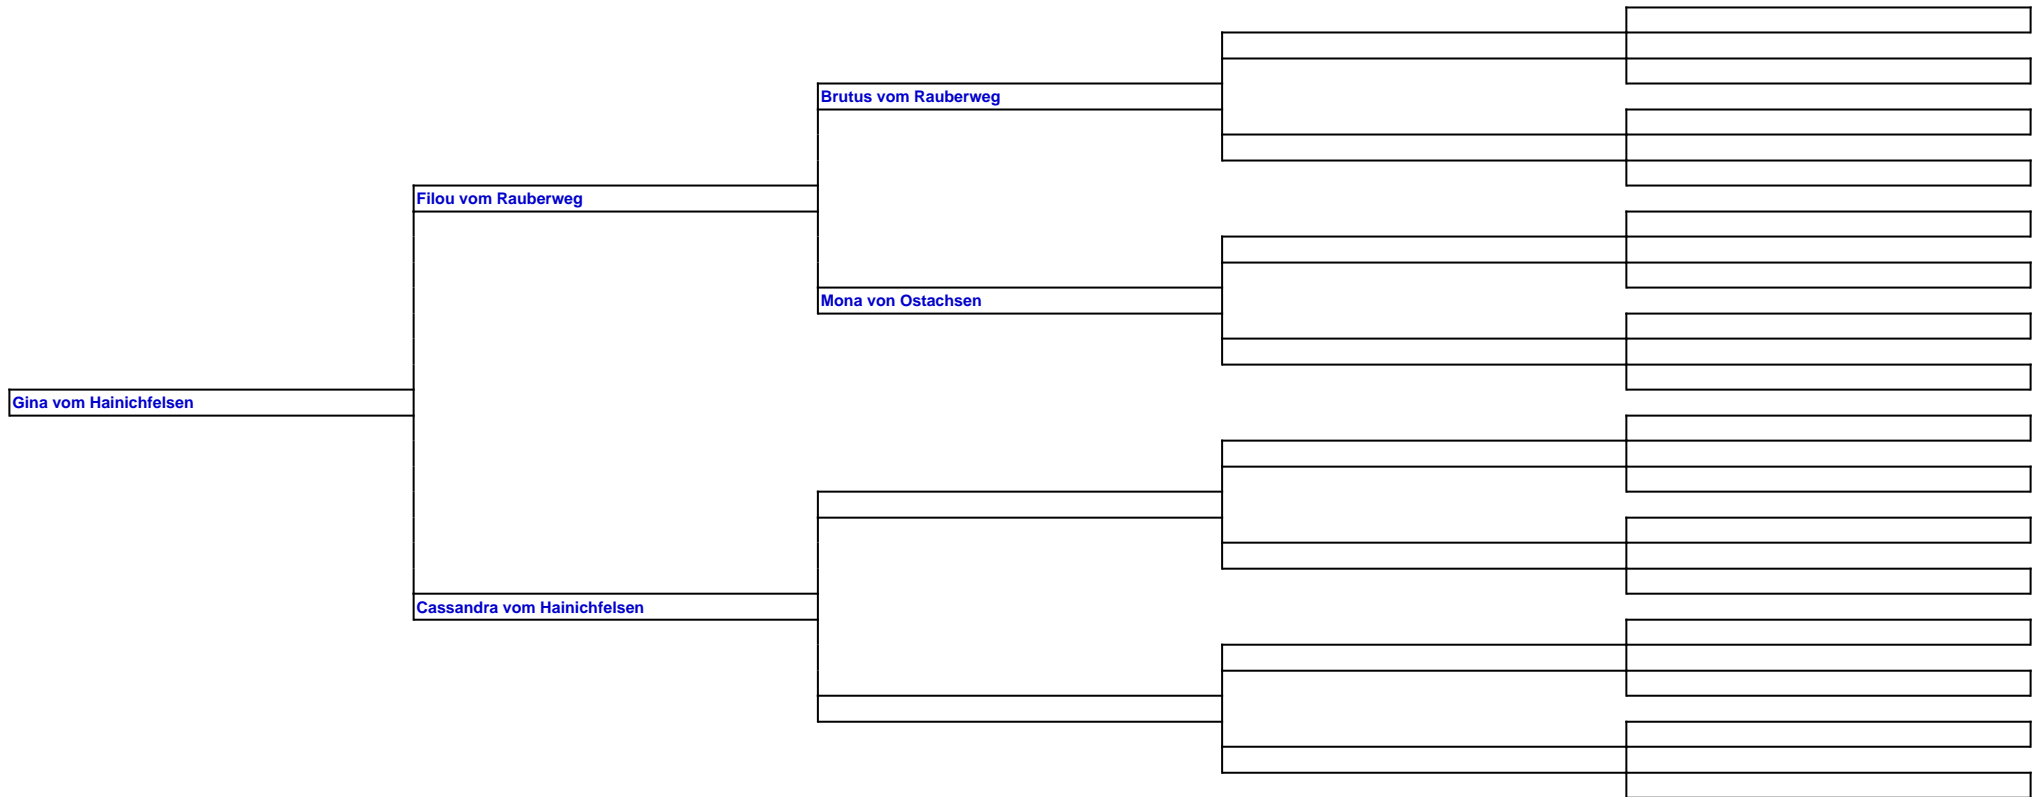 Brutus vom Rauberweg
Filou vom Rauberweg
Mona von Ostachsen
Gina vom Hainichfelsen
Cassandra vom Hainichfelsen